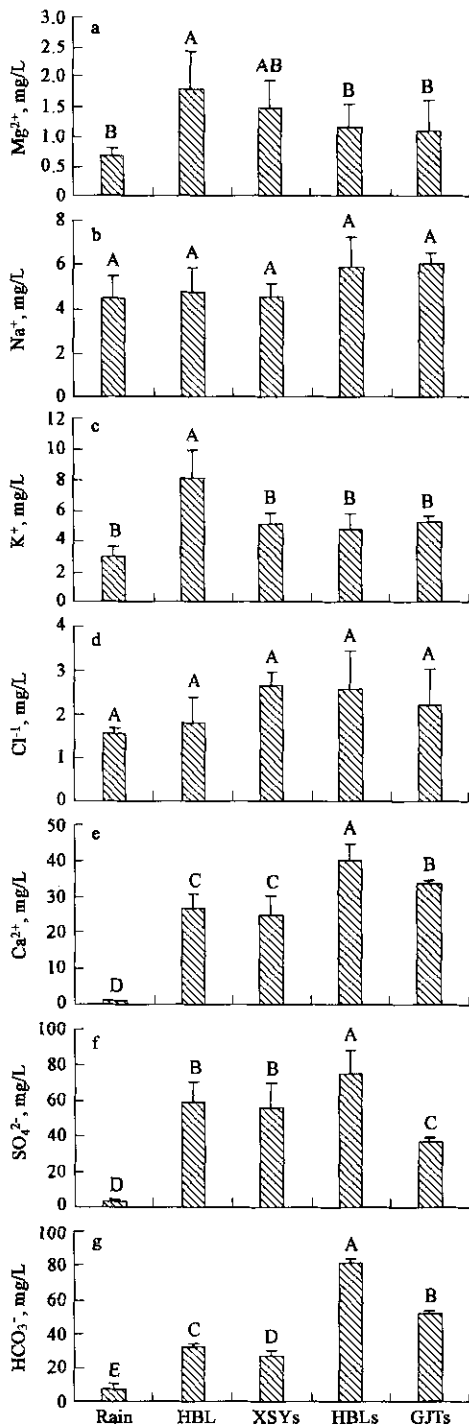 a
3.0
2.5
2.0
1.5
1.0
0.5
0
Mg²⁺, mg/L
B
A
AB
B
B
b
8
6
4
2
0
Na⁺, mg/L
A
A
A
A
A
c
12
10
8
6
4
2
0
K⁺, mg/L
B
A
B
B
B
d
4
3
2
1
0
Cl⁻¹, mg/L
A
A
A
A
A
e
50
40
30
20
10
0
Ca²⁺, mg/L
D
C
C
A
B
f
100
80
60
40
20
0
SO₄²⁻, mg/L
D
B
B
A
C
g
100
80
60
40
20
0
HCO₃⁻, mg/L
E
C
D
A
B
Rain HBL XSYs HBLs GJTs